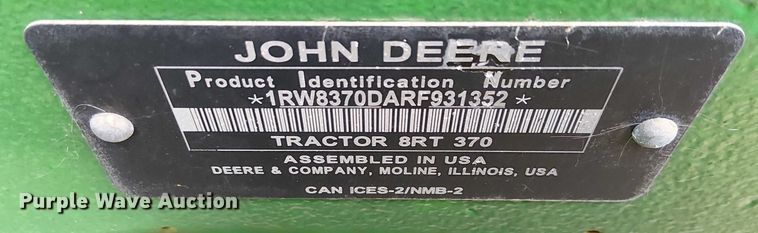 JOHN DEERE
Product Identification Number
*1RW8370DARF931352*
TRACTOR 8RT 370
ASSEMBLED IN USA
DEERE & COMPANY, MOLINE, ILLINOIS, USA
CAN ICES-2/NMB-2
Purple Wave Auction